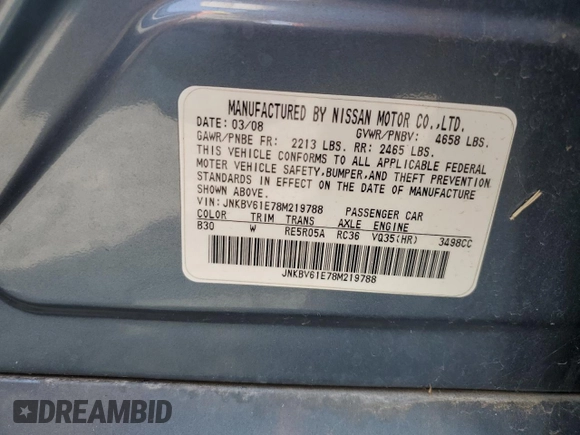 MANUFACTURED BY NISSAN MOTOR CO.,LTD.
DATE: 03/08 GVWR/PNBV: 4658 LBS.
GAWR/PNBE FR: 2213 LBS. RR: 2465 LBS.
THIS VEHICLE CONFORMS TO ALL APPLICABLE FEDERAL
MOTOR VEHICLE SAFETY,BUMPER,AND THEFT PREVENTION
STANDARDS IN EFFECT ON THE DATE OF MANUFACTURE
SHOWN ABOVE.
VIN: JNKBV61E78M219788 PASSENGER CAR
COLOR TRIM TRANS AXLE ENGINE
B30 W RE5R05A RC36 VQ35(HR) 3498CC
JNKBV61E78M219788
DREAMBID